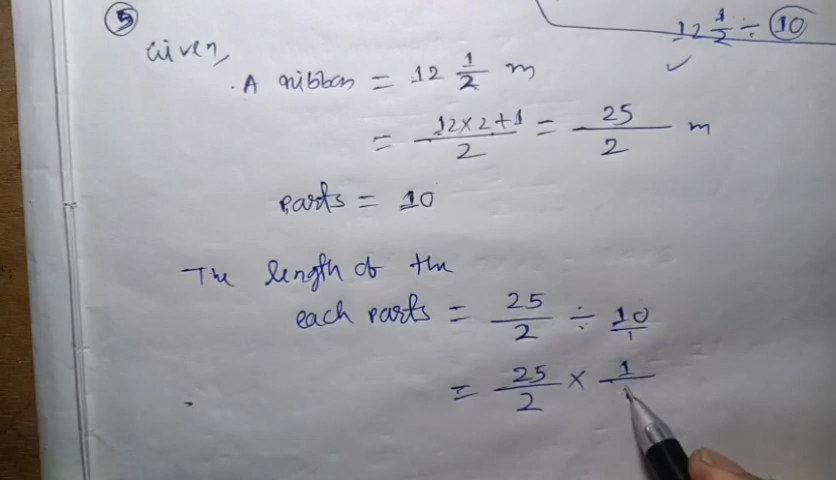 5
12 1/2 ÷ 10
Given,
A ribbon = 12 1/2 m
= 12×2+1/2 = 25/2 m
parts = 10
The length of the
each parts = 25/2 ÷ 10/1
= 25/2 × 1/